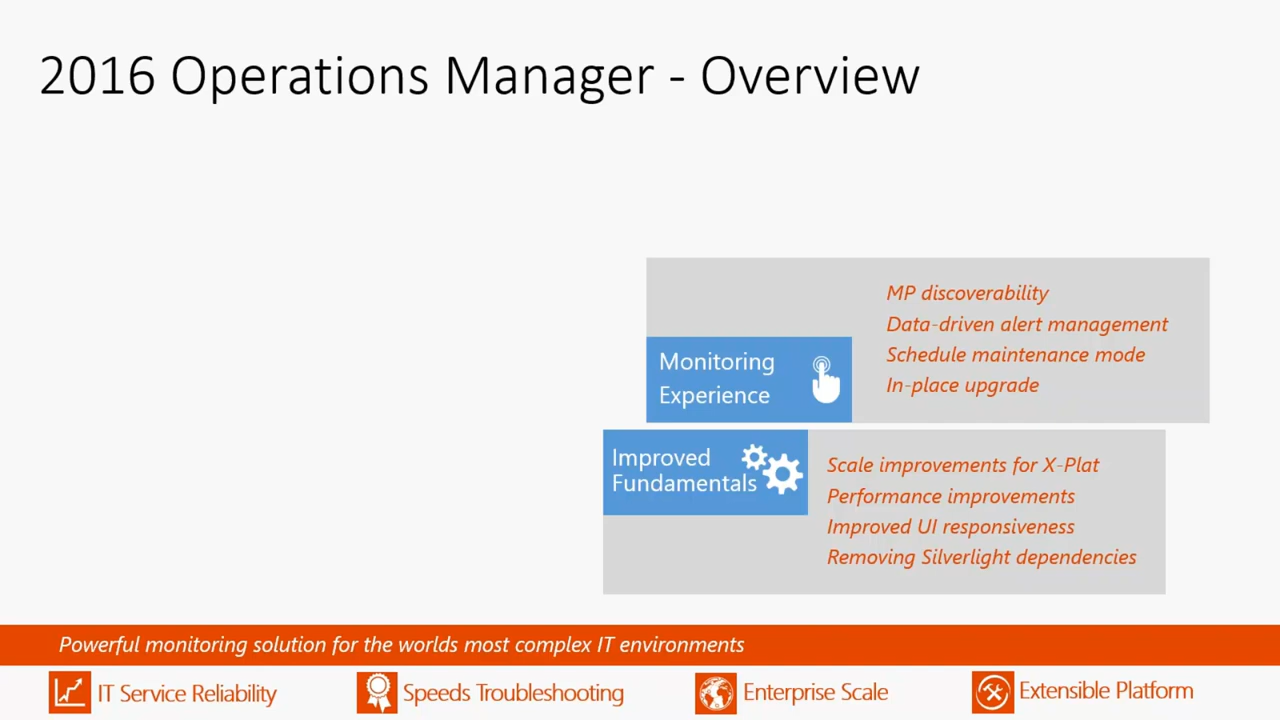 2016 Operations Manager - Overview
MP discoverability
Data-driven alert management
Schedule maintenance mode
In-place upgrade
Monitoring
Experience
Improved
Fundamentals
Scale improvements for X-Plat
Performance improvements
Improved UI responsiveness
Removing Silverlight dependencies
Powerful monitoring solution for the worlds most complex IT environments
IT Service Reliability
Speeds Troubleshooting
Enterprise Scale
Extensible Platform